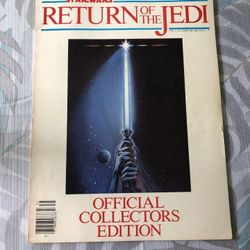 STAR WARS
RETURN OF THE JEDI
OFFICIAL
COLLECTORS
EDITION